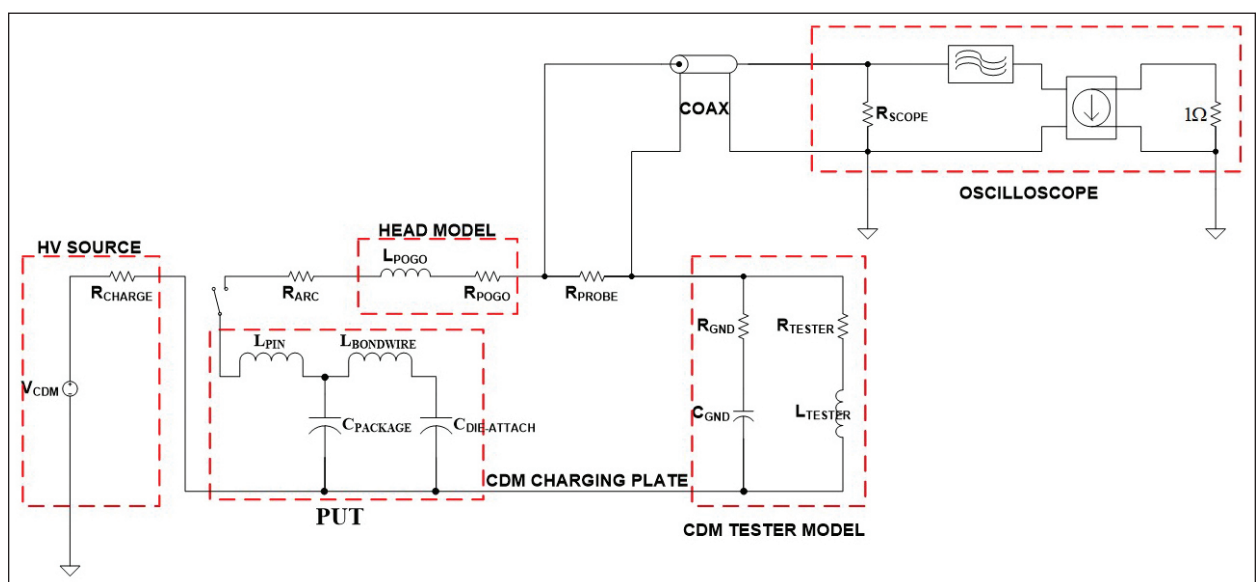 COAX
RSCOPE
1Ω
OSCILLOSCOPE
HEAD MODEL
HV SOURCE
LPOGO
RCHARGE
RARC
RPOGO
RPROBE
LPIN
LBONDWIRE
RGND
RTESTER
VCDM
CPACKAGE
CDIE-ATTACH
CGND
LTESTER
CDM CHARGING PLATE
PUT
CDM TESTER MODEL